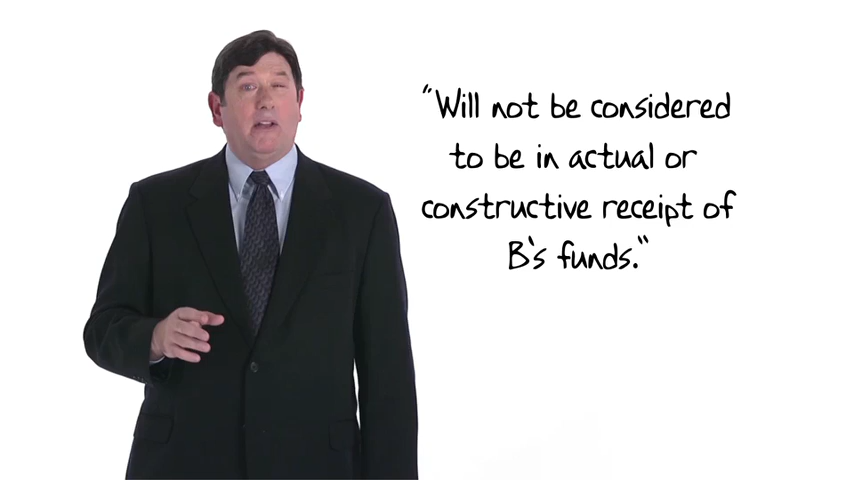 "Will not be considered
to be in actual or
constructive receipt of
B's funds."